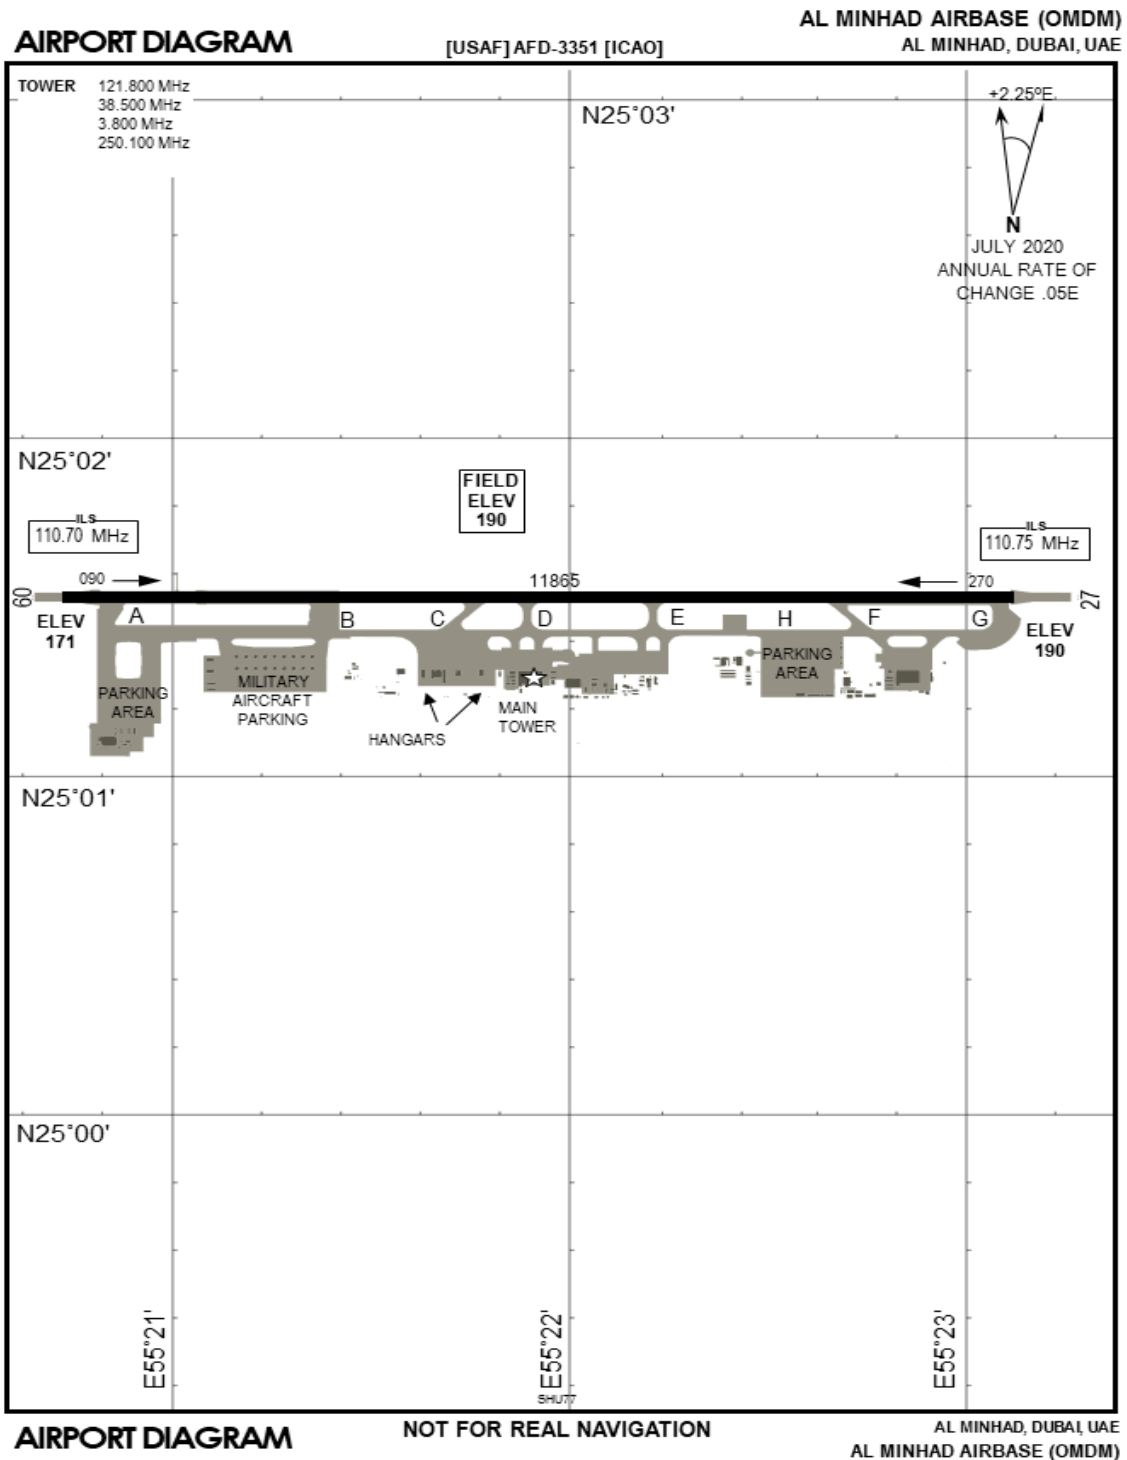 AL MINHAD AIRBASE (OMDM)
AIRPORT DIAGRAM
[USAF] AFD-3351 [ICAO]
AL MINHAD, DUBAI, UAE
TOWER 121.800 MHz
38.500 MHz
3.800 MHz
250.100 MHz
N25°03'
+2.25°E
N
JULY 2020
ANNUAL RATE OF
CHANGE .05E
N25°02'
FIELD
ELEV
190
ILS
110.70 MHz
ILS
110.75 MHz
090
11865
270
09
27
ELEV
171
A
B
C
D
E
H
F
G
ELEV
190
PARKING
AREA
MILITARY
AIRCRAFT
PARKING
HANGARS
MAIN
TOWER
PARKING
AREA
N25°01'
N25°00'
E55°21'
E55°22'
E55°23'
SHU77
AIRPORT DIAGRAM
NOT FOR REAL NAVIGATION
AL MINHAD, DUBAI, UAE
AL MINHAD AIRBASE (OMDM)